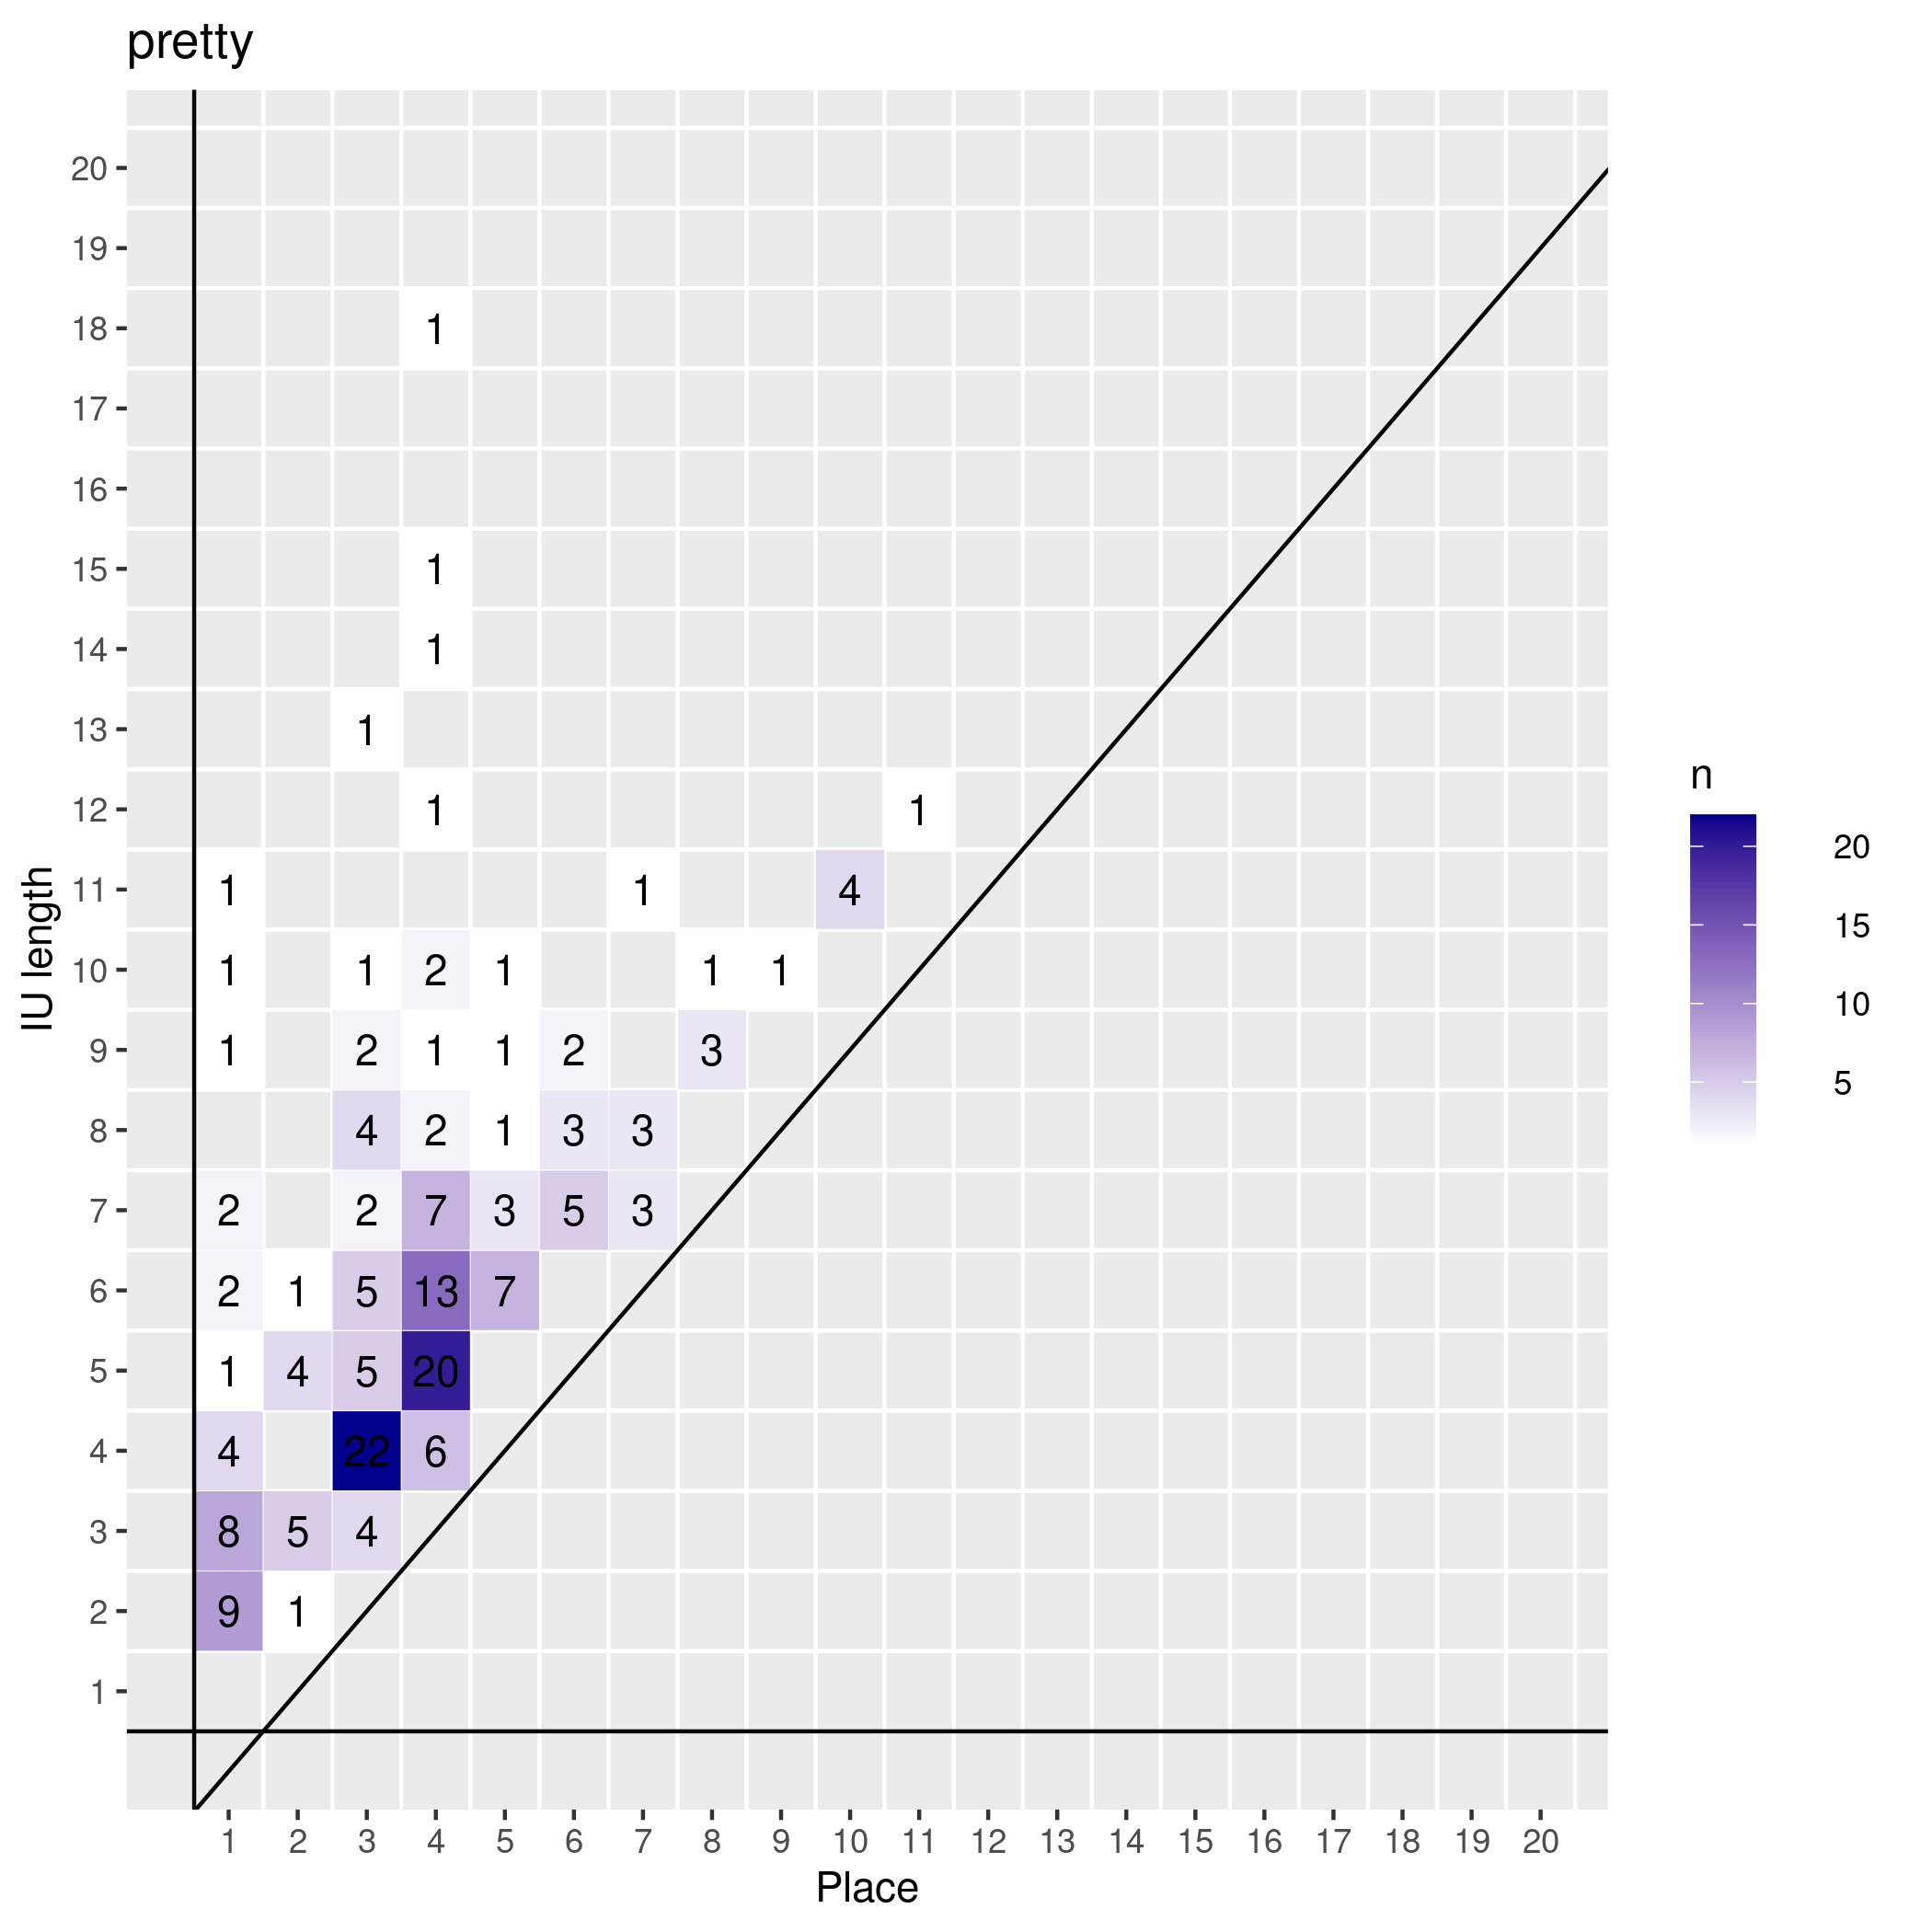 pretty
IU length
20
19
18 1
17
16
15 1
14 1
13 1
12 1 1
11 1 1 4
10 1 1 2 1 1 1
9 1 2 1 1 2 3
8 4 2 1 3 3
7 2 2 7 3 5 3
6 2 1 5 13 7
5 1 4 5 20
4 4 22 6
3 8 5 4
2 9 1
1
1 2 3 4 5 6 7 8 9 10 11 12 13 14 15 16 17 18 19 20
Place
n
20
15
10
5